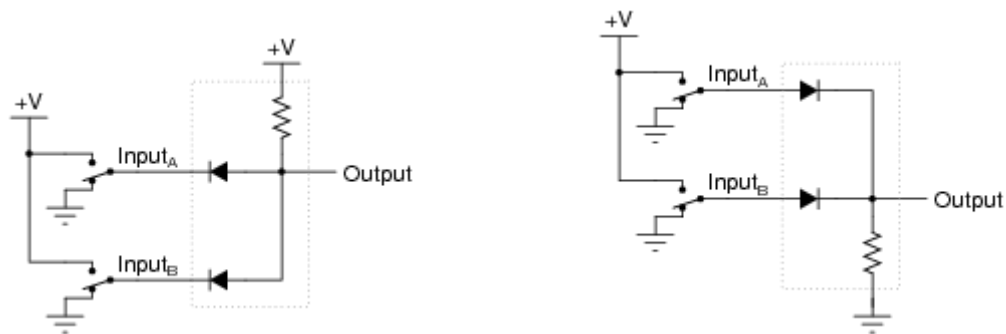 +V
+V
Input_A
Output
Input_B
+V
Input_A
Input_B
Output